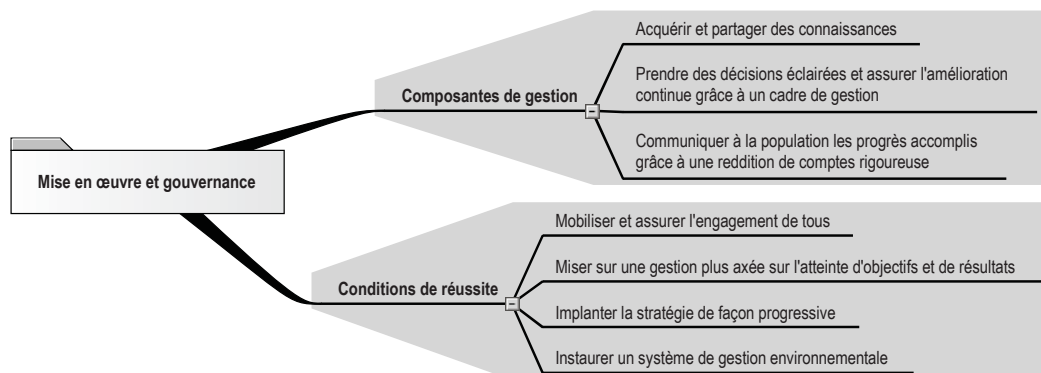 Mise en œuvre et gouvernance
Composantes de gestion
Acquérir et partager des connaissances
Prendre des décisions éclairées et assurer l'amélioration
continue grâce à un cadre de gestion
Communiquer à la population les progrès accomplis
grâce à une reddition de comptes rigoureuse
Conditions de réussite
Mobiliser et assurer l'engagement de tous
Miser sur une gestion plus axée sur l'atteinte d'objectifs et de résultats
Implanter la stratégie de façon progressive
Instaurer un système de gestion environnementale